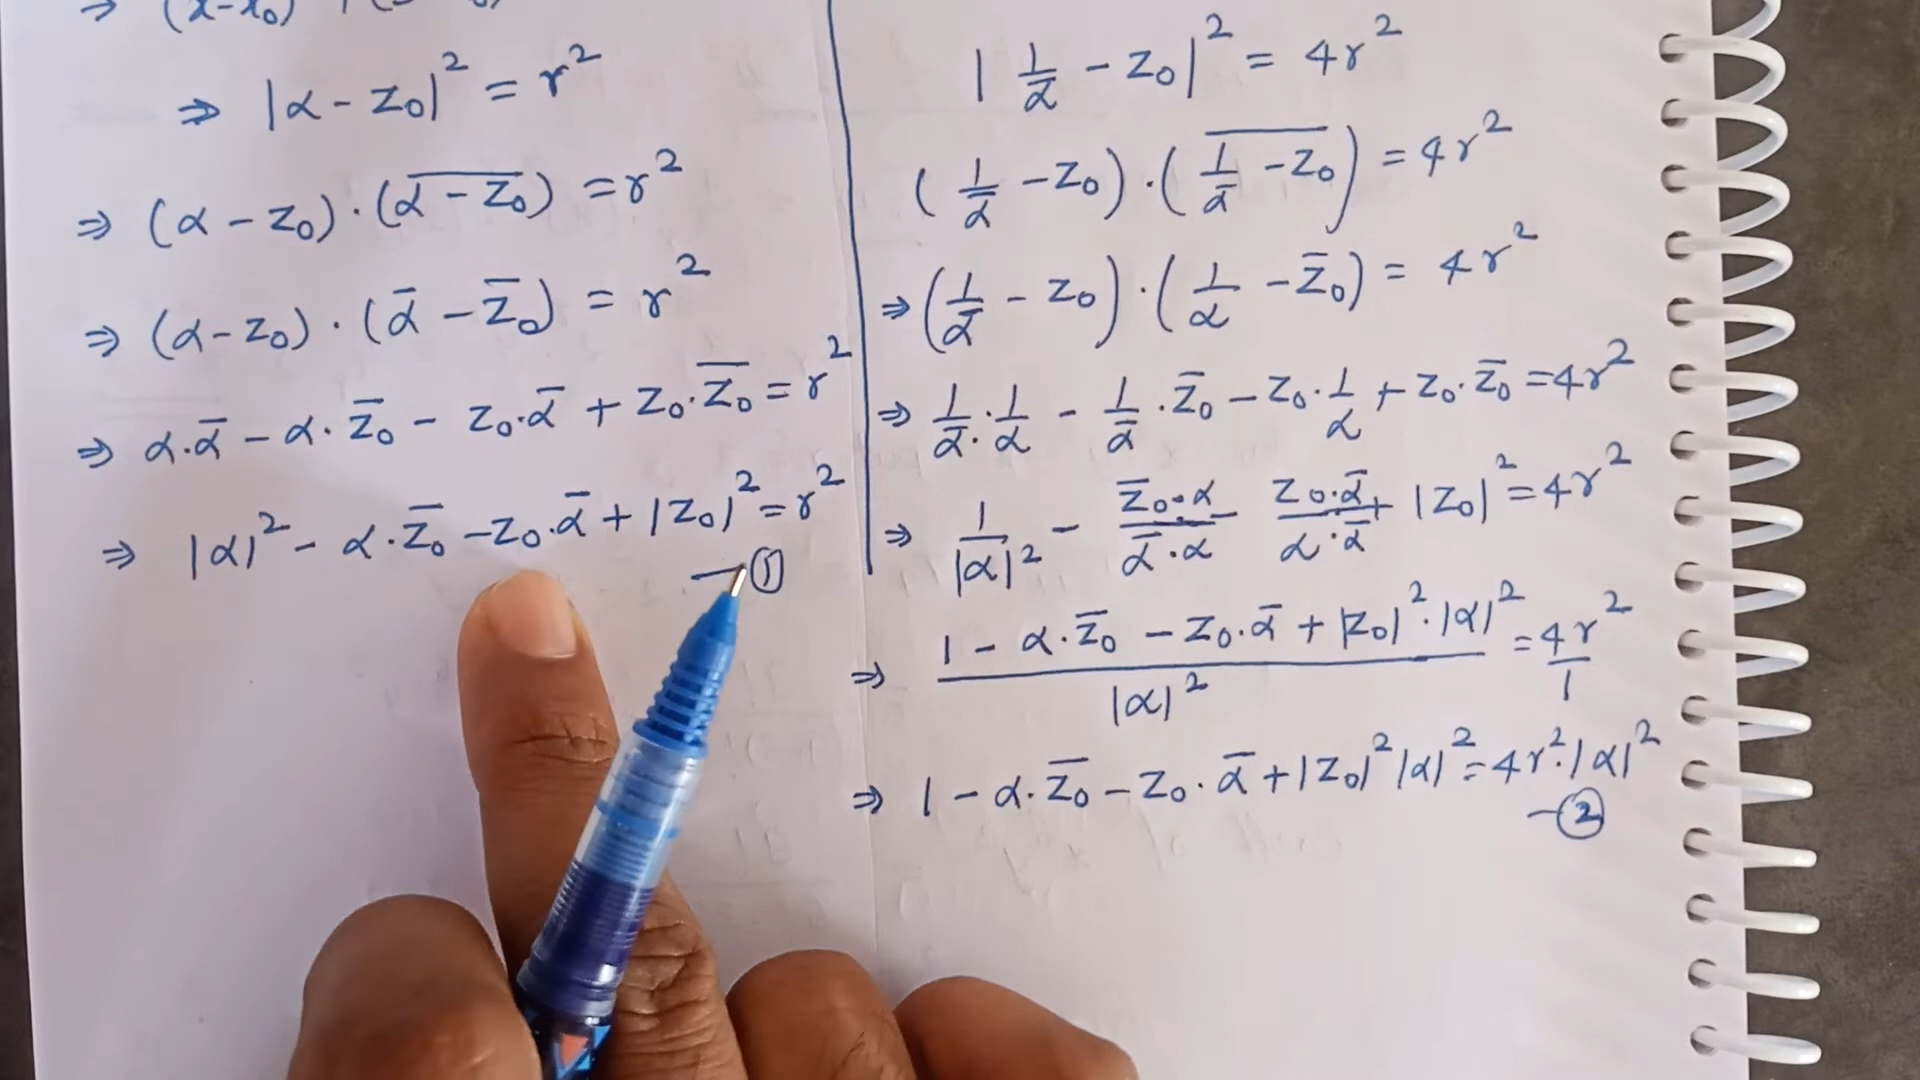 ⇒ (x-x₀)
⇒ |α - z₀|² = r²
⇒ (α - z₀) · (\overline{α - z₀}) = r²
⇒ (α - z₀) · (ᾱ - z̄₀) = r²
⇒ α·ᾱ - α·z̄₀ - z₀·ᾱ + z₀·z̄₀ = r²
⇒ |α|² - α·z̄₀ - z₀·ᾱ + |z₀|² = r²
— ①
|1/ᾱ - z₀|² = 4r²
(1/ᾱ - z₀) · (\overline{1/ᾱ - z₀}) = 4r²
⇒ (1/ᾱ - z₀) · (1/α - z̄₀) = 4r²
⇒ 1/ᾱ · 1/α - 1/ᾱ · z̄₀ - z₀ · 1/α + z₀·z̄₀ = 4r²
⇒ 1/|α|² - (z̄₀·α)/(ᾱ·α) - (z₀·ᾱ)/(α·ᾱ) + |z₀|² = 4r²
⇒ (1 - α·z̄₀ - z₀·ᾱ + |z₀|²·|α|²)/|α|² = 4r²/1
⇒ 1 - α·z̄₀ - z₀·ᾱ + |z₀|²|α|² = 4r²·|α|²
— ②